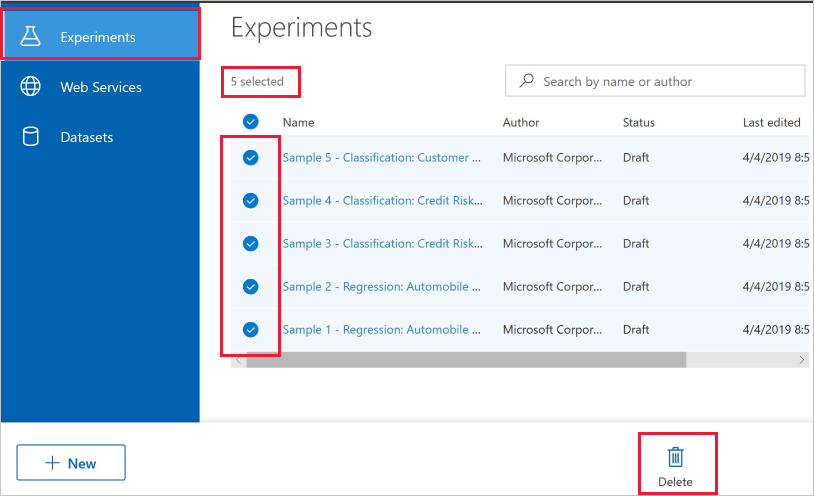 Experiments
Web Services
Datasets
Experiments
5 selected
Search by name or author
Name Author Status Last edited
Sample 5 - Classification: Customer ... Microsoft Corpor... Draft 4/4/2019 8:5
Sample 4 - Classification: Credit Risk... Microsoft Corpor... Draft 4/4/2019 8:5
Sample 3 - Classification: Credit Risk... Microsoft Corpor... Draft 4/4/2019 8:5
Sample 2 - Regression: Automobile ... Microsoft Corpor... Draft 4/4/2019 8:5
Sample 1 - Regression: Automobile ... Microsoft Corpor... Draft 4/4/2019 8:5
New
Delete